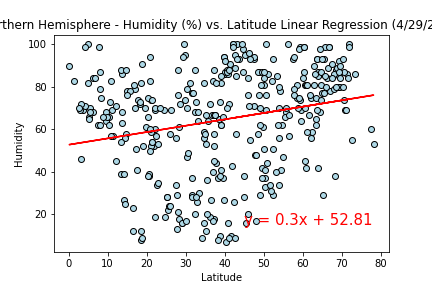 rthern Hemisphere - Humidity (%) vs. Latitude Linear Regression (4/29/2
100
80
60
40
20
Humidity
y = 0.3x + 52.81
0 10 20 30 40 50 60 70 80
Latitude